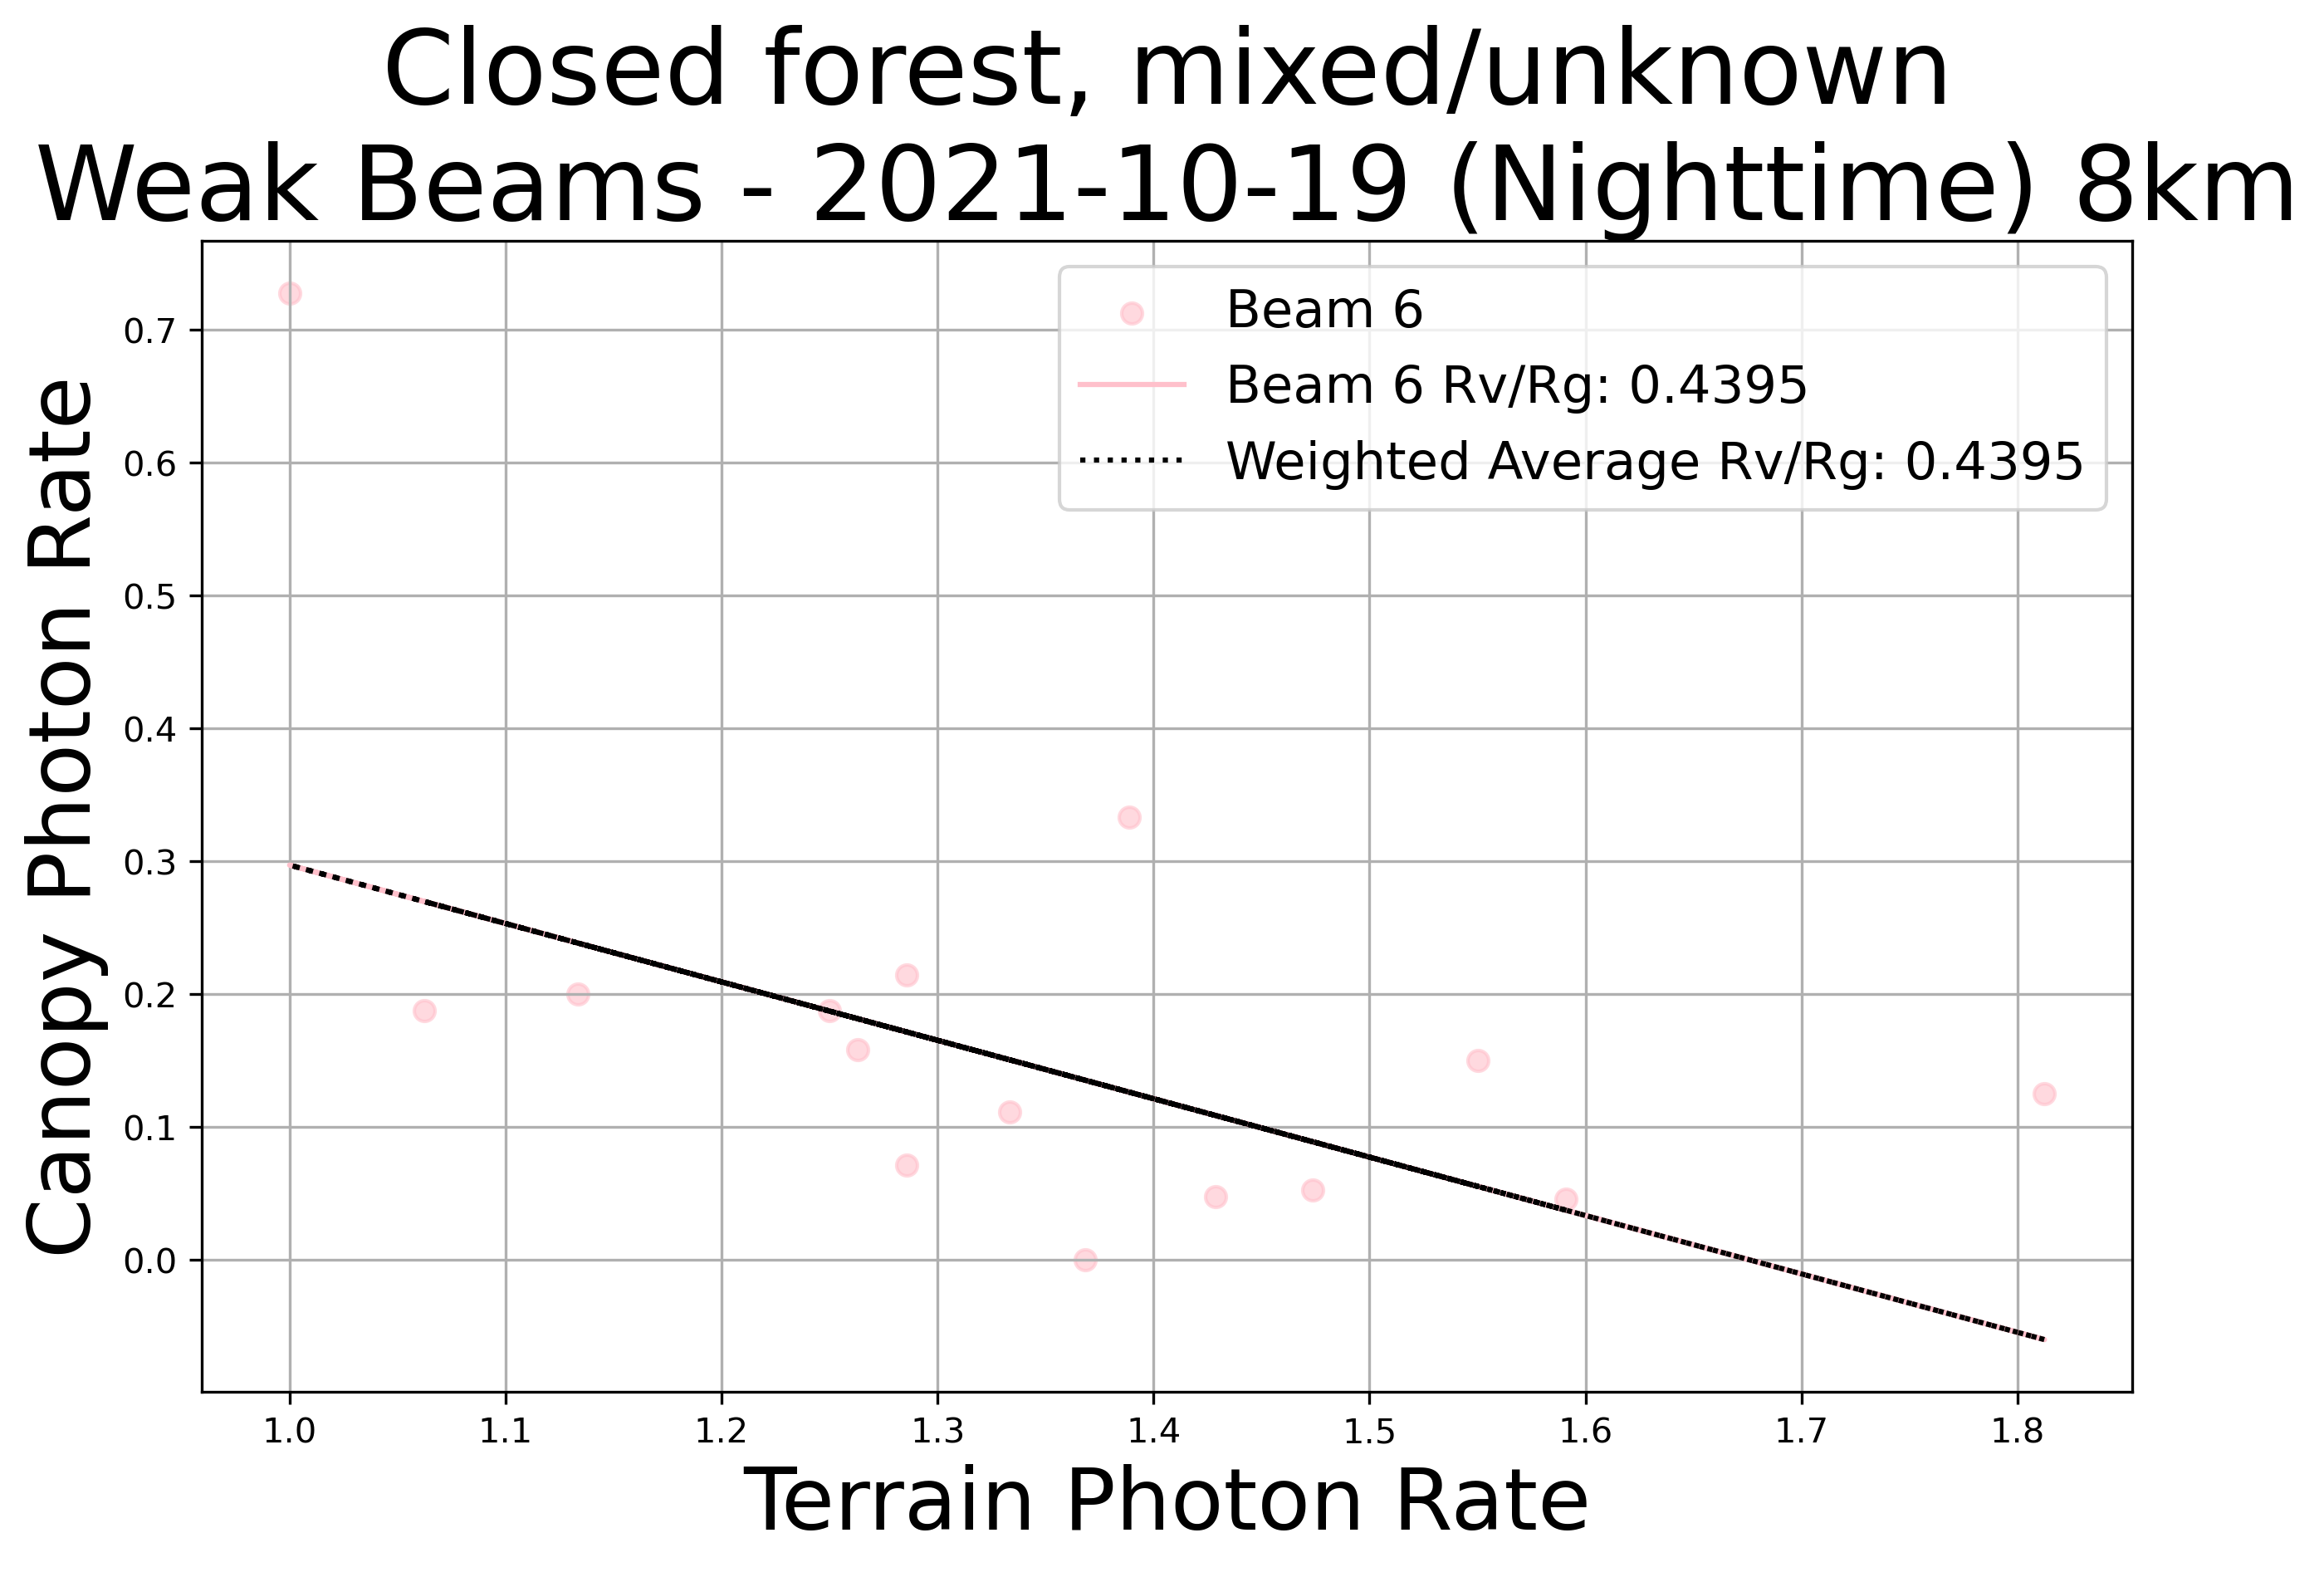 Closed forest, mixed/unknown
Weak Beams - 2021-10-19 (Nighttime) 8km
Beam 6
Beam 6 Rv/Rg: 0.4395
Weighted Average Rv/Rg: 0.4395
Canopy Photon Rate
0.7
0.6
0.5
0.4
0.3
0.2
0.1
0.0
1.0 1.1 1.2 1.3 1.4 1.5 1.6 1.7 1.8
Terrain Photon Rate